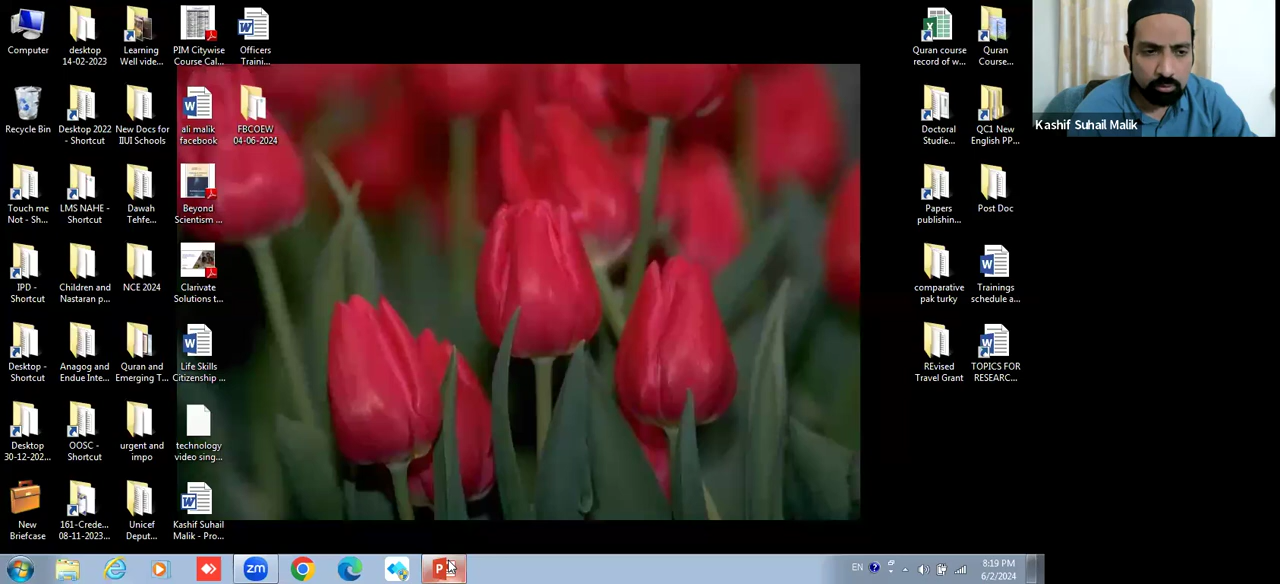 Computer
desktop
14-02-2023
Learning
Well vide...
PIM Citywise
Course Cal...
Officers
Traini...
Recycle Bin
Desktop 2022
- Shortcut
New Docs for
IIUI Schools
ali malik
facebook
FBCOEW
04-06-2024
Touch me
Not - Sh...
LMS NAHE -
Shortcut
Dawah
Tehfe...
Beyond
Scientism ...
IPD -
Shortcut
Children and
Nastaran p...
NCE 2024
Clarivate
Solutions t...
Desktop -
Shortcut
Anagog and
Endue Inte...
Quran and
Emerging T...
Life Skills
Citizenship ...
Desktop
30-12-202...
OOSC -
Shortcut
urgent and
impo
technology
video sing...
New
Briefcase
161-Crede...
08-11-2023...
Unicef
Deput...
Kashif Suhail
Malik - Pro...
Quran course
record of w...
Quran
Course...
Doctoral
Studie...
QC1 New
English PP...
Papers
publishin...
Post Doc
comparative
pak turky
Trainings
schedule a...
REvised
Travel Grant
TOPICS FOR
RESEARC...
Kashif Suhail Malik
zm
EN
8:19 PM
6/2/2024